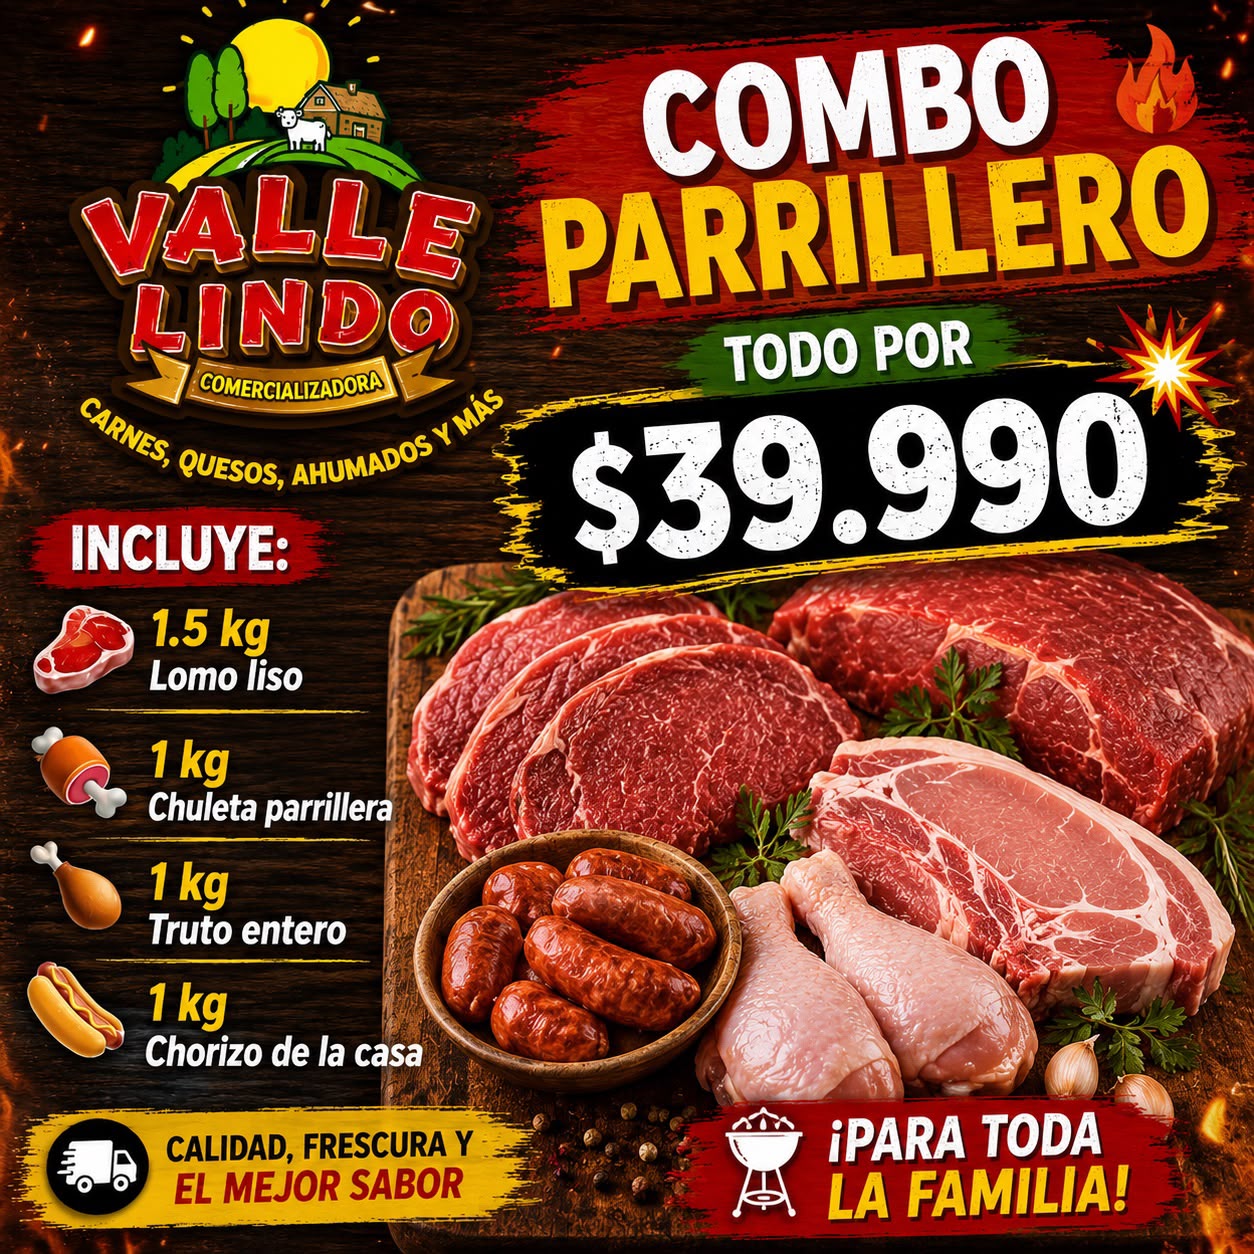 VALLE
LINDO
COMERCIALIZADORA
CARNES, QUESOS, AHUMADOS Y MÁS
COMBO
PARRILLERO
TODO POR
$39.990
INCLUYE:
1.5 kg
Lomo liso
1 kg
Chuleta parrillera
1 kg
Truto entero
1 kg
Chorizo de la casa
CALIDAD, FRESCURA Y
EL MEJOR SABOR
¡PARA TODA
LA FAMILIA!